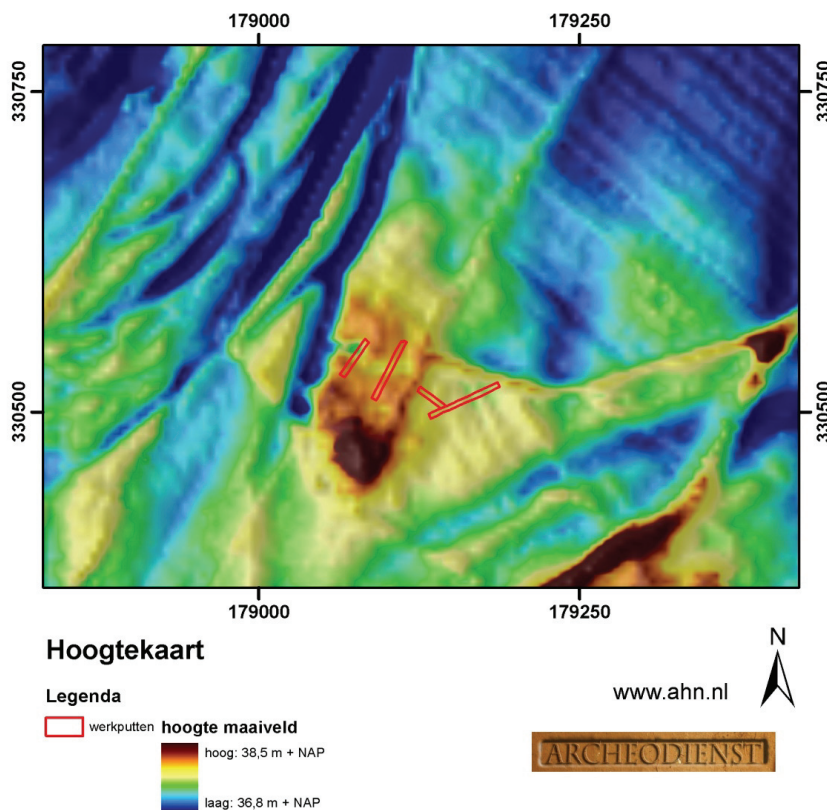 179000 179250
330750 330750
330500 330500
179000 179250
Hoogtekaart
N
Legenda
www.ahn.nl
werkputten hoogte maaiveld
hoog: 38,5 m + NAP
ARCHEODIENST
laag: 36,8 m + NAP